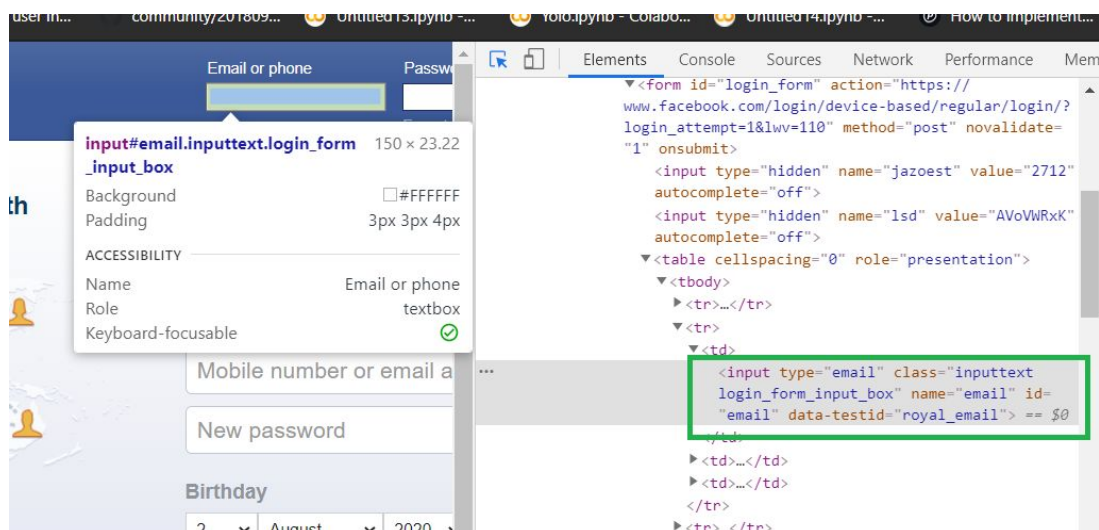 user in...
community/201809...
Untitled13.ipynb -...
Yolo.ipynb - Colabo...
Untitled14.ipynb -...
How to implement...
Email or phone
Passw
input#email.inputtext.login_form
_input_box
150 × 23.22
Background
#FFFFFF
Padding
3px 3px 4px
ACCESSIBILITY
Name
Email or phone
Role
textbox
Keyboard-focusable
th
Mobile number or email a
New password
Birthday
2
August
2020
Elements
Console
Sources
Network
Performance
Mem
▼<form id="login_form" action="https://
www.facebook.com/login/device-based/regular/login/?
login_attempt=1&lwv=110" method="post" novalidate=
"1" onsubmit>
<input type="hidden" name="jazoest" value="2712"
autocomplete="off">
<input type="hidden" name="lsd" value="AVoVWRxK"
autocomplete="off">
▼<table cellspacing="0" role="presentation">
▼<tbody>
▶<tr>…</tr>
▼<tr>
▼<td>
...
<input type="email" class="inputtext
login_form_input_box" name="email" id=
"email" data-testid="royal_email"> == $0
</td>
▶<td>…</td>
▶<td>…</td>
</tr>
▶<tr> </tr>